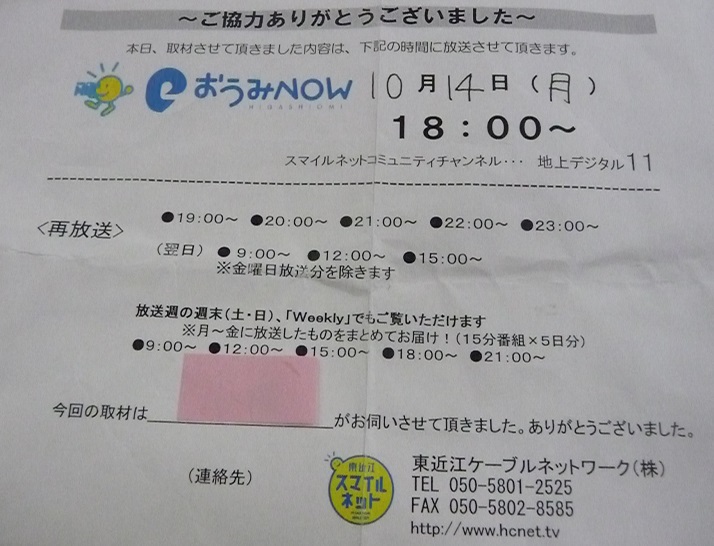 ～ご協力ありがとうございました～
本日、取材させて頂きました内容は、下記の時間に放送させて頂きます。
e おうみNOW 10月14日(月)
HIGASHIOMI
18:00～
スマイルネットコミュニティチャンネル・・・ 地上デジタル11
<再放送> ●19:00～ ●20:00～ ●21:00～ ●22:00～ ●23:00～
(翌日) ●9:00～ ●12:00～ ●15:00～
※金曜日放送分を除きます
放送週の週末(土・日)、「Weekly」でもご覧いただけます
※月～金に放送したものをまとめてお届け!(15分番組×5日分)
●9:00～ ●12:00～ ●15:00～ ●18:00～ ●21:00～
今回の取材は がお伺いさせて頂きました。ありがとうございました。
(連絡先)
東近江
スマイル
ネット
東近江ケーブルネットワーク(株)
TEL 050-5801-2525
FAX 050-5802-8585
http://www.hcnet.tv